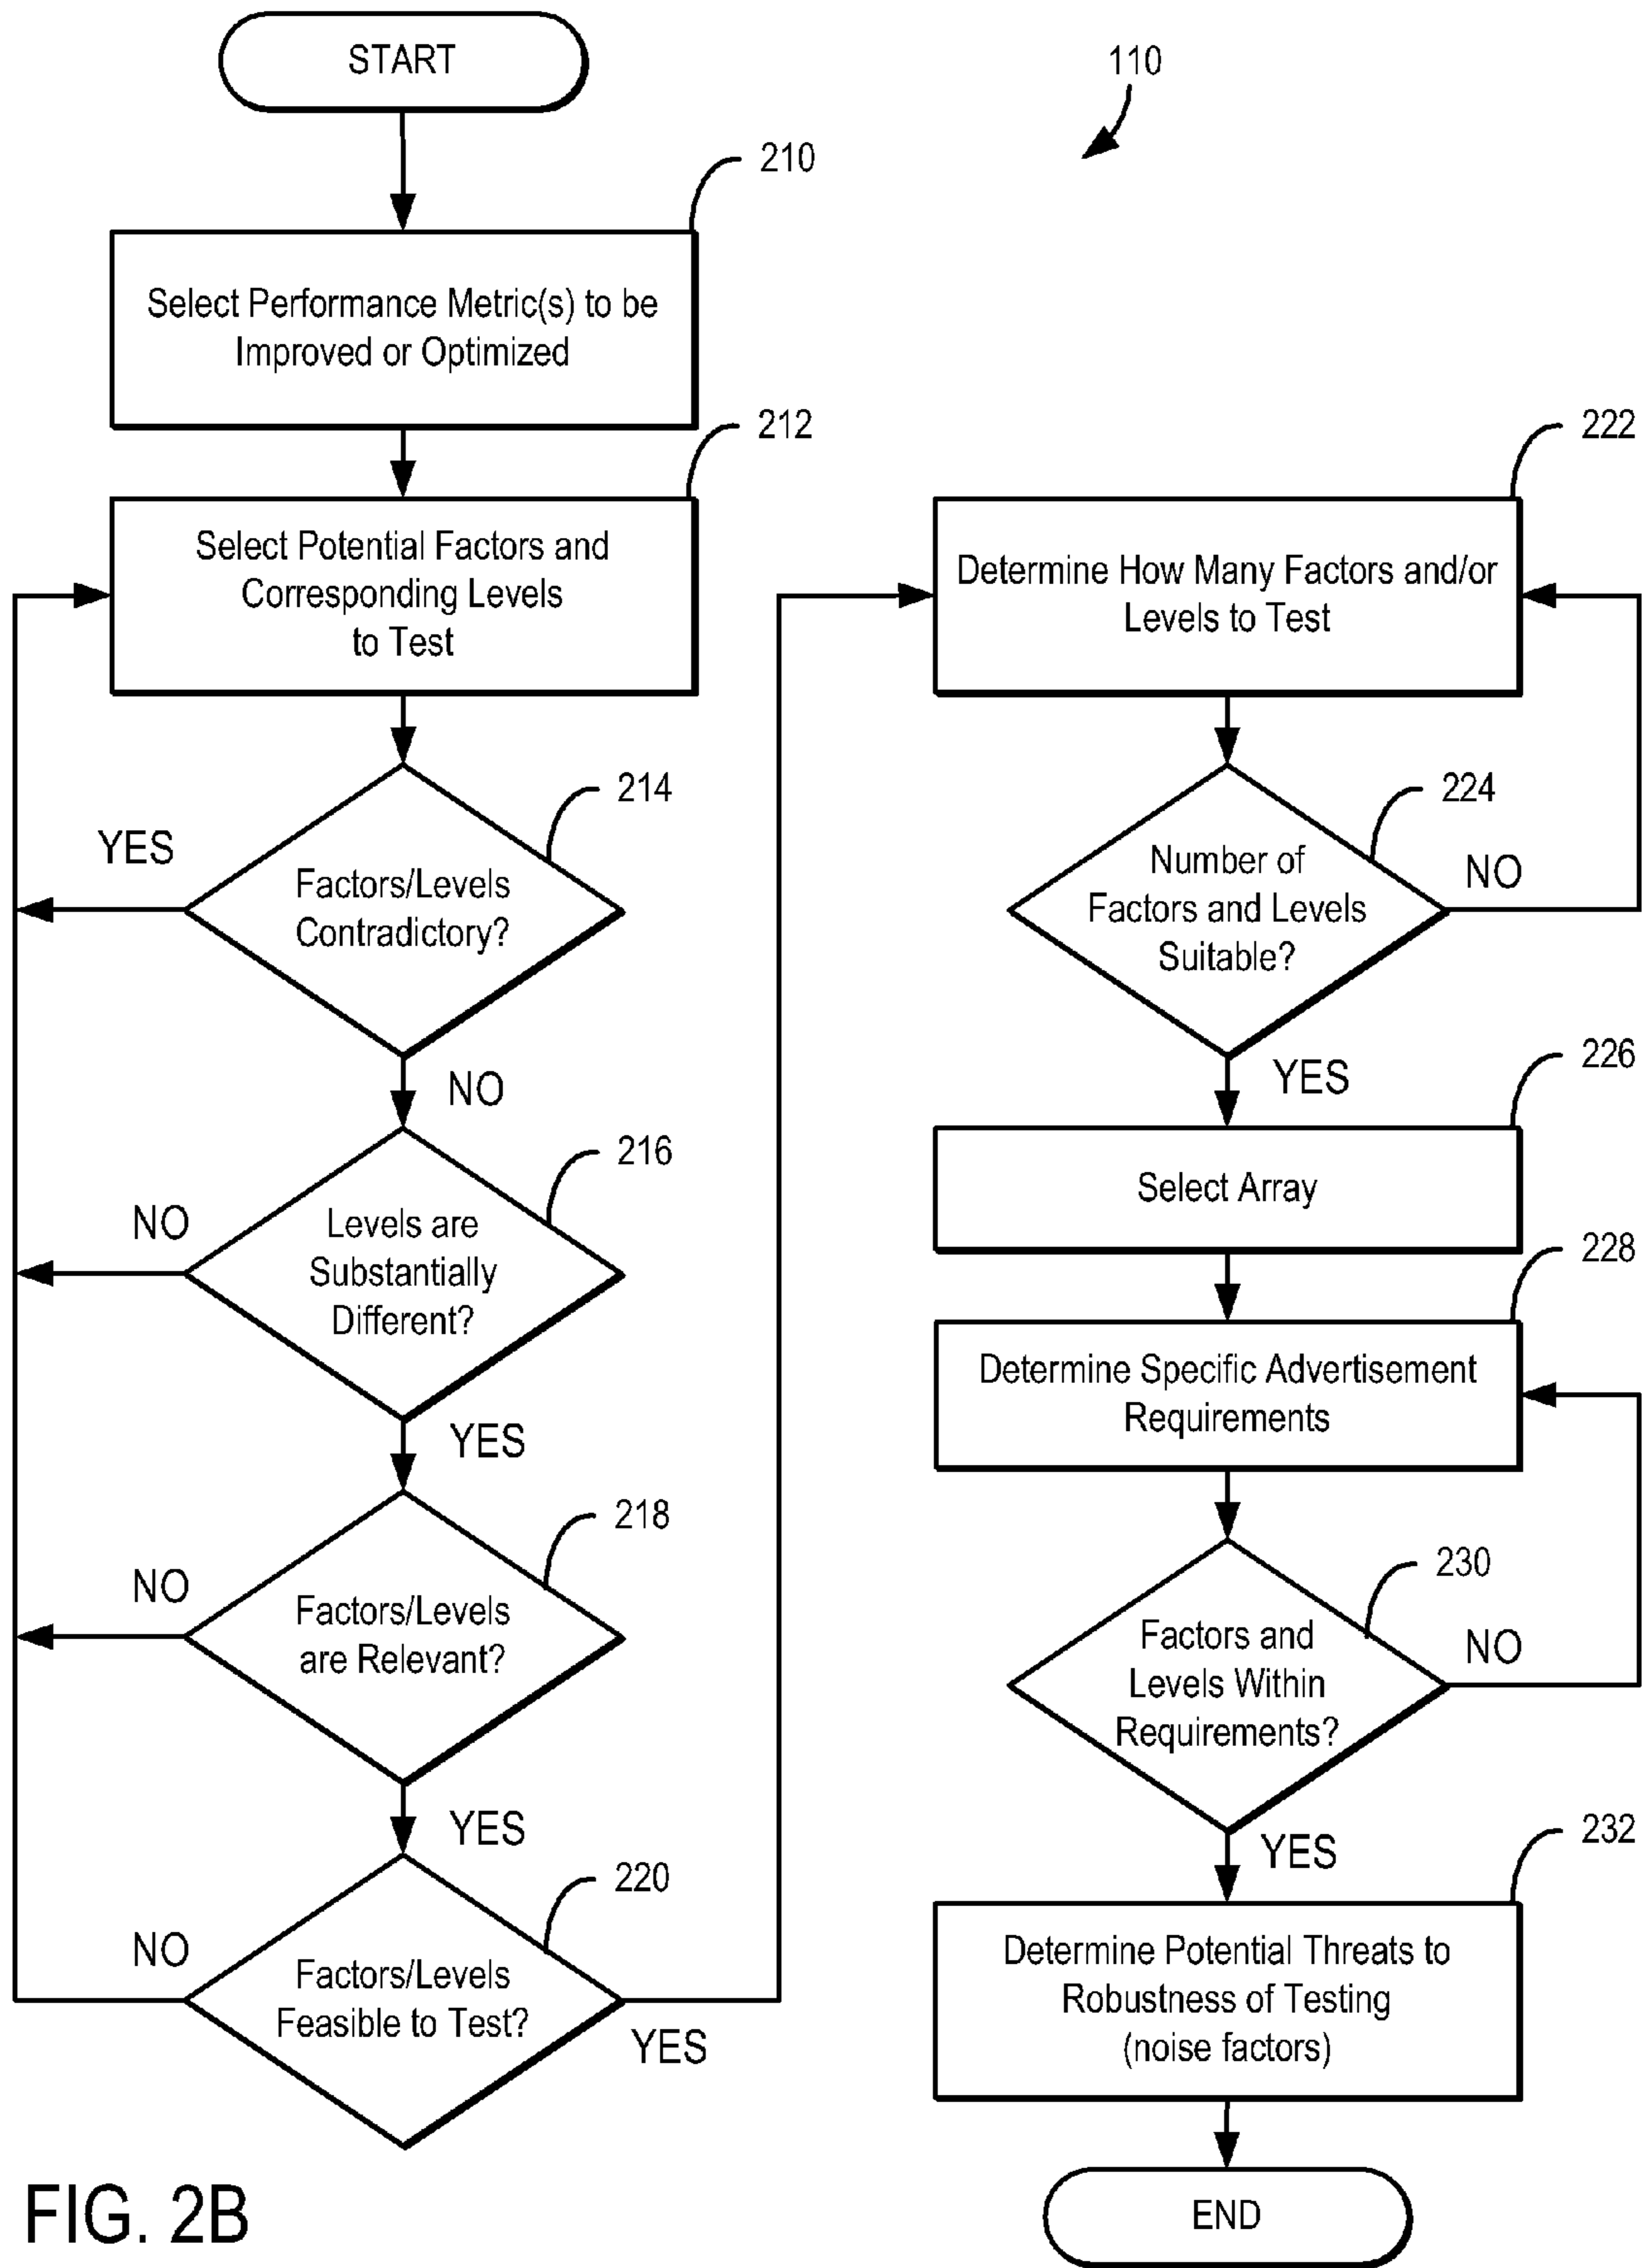 START
110
210
Select Performance Metric(s) to be
Improved or Optimized
212
Select Potential Factors and
Corresponding Levels
to Test
214
YES
Factors/Levels
Contradictory?
NO
216
NO
Levels are
Substantially
Different?
YES
218
NO
Factors/Levels
are Relevant?
YES
220
NO
Factors/Levels
Feasible to Test?
YES
222
Determine How Many Factors and/or
Levels to Test
224
Number of
Factors and Levels
Suitable?
NO
YES
226
Select Array
228
Determine Specific Advertisement
Requirements
230
Factors and
Levels Within
Requirements?
NO
YES
232
Determine Potential Threats to
Robustness of Testing
(noise factors)
END
FIG. 2B